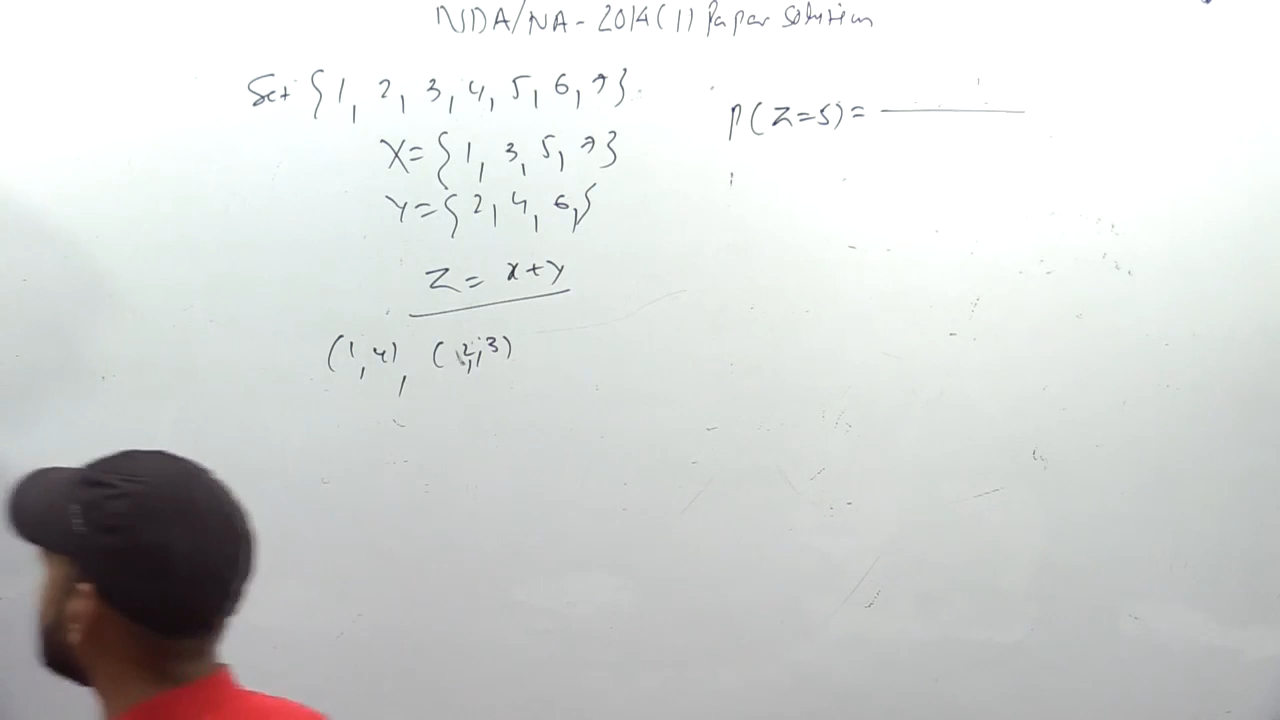 NDA/NA - 2014 (1) Paper Solution
Set {1, 2, 3, 4, 5, 6, 7}
X = {1, 3, 5, 7}
Y = {2, 4, 6,}
Z = x+y
(1, 4), (2, 3)
P(Z=5) =